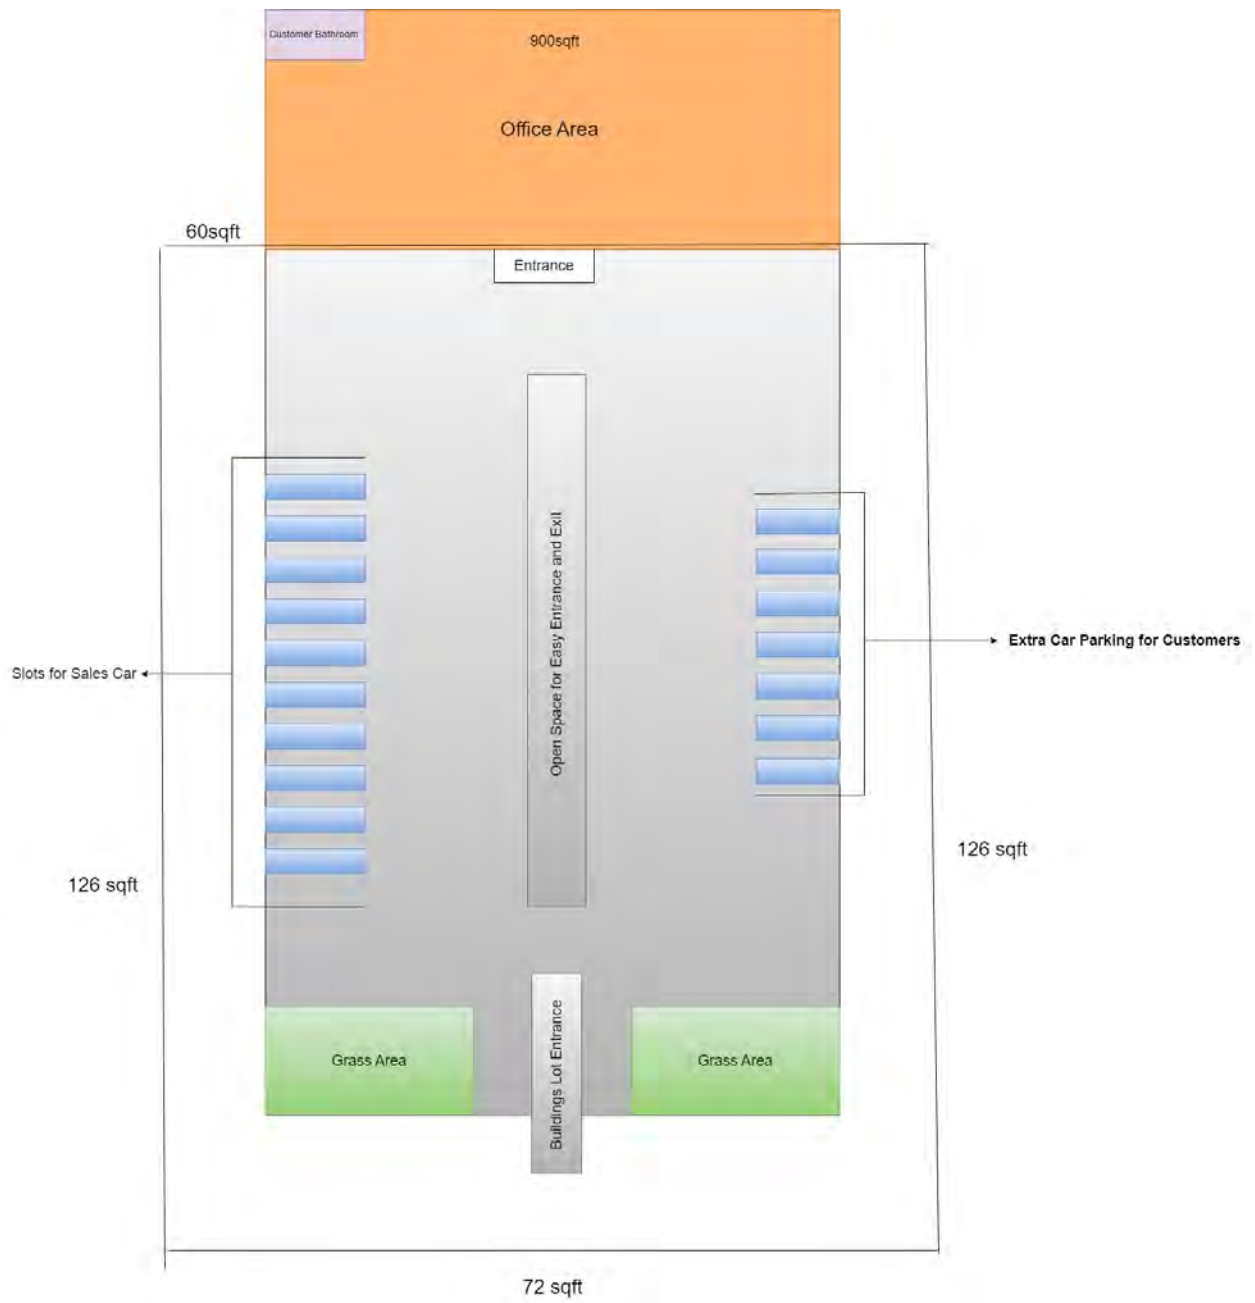 Customer Bathroom
900sqft
Office Area
60sqft
Entrance
Open Space for Easy Entrance and Exit
Extra Car Parking for Customers
Slots for Sales Car
126 sqft
126 sqft
Grass Area
Buildings Lot Entrance
Grass Area
72 sqft